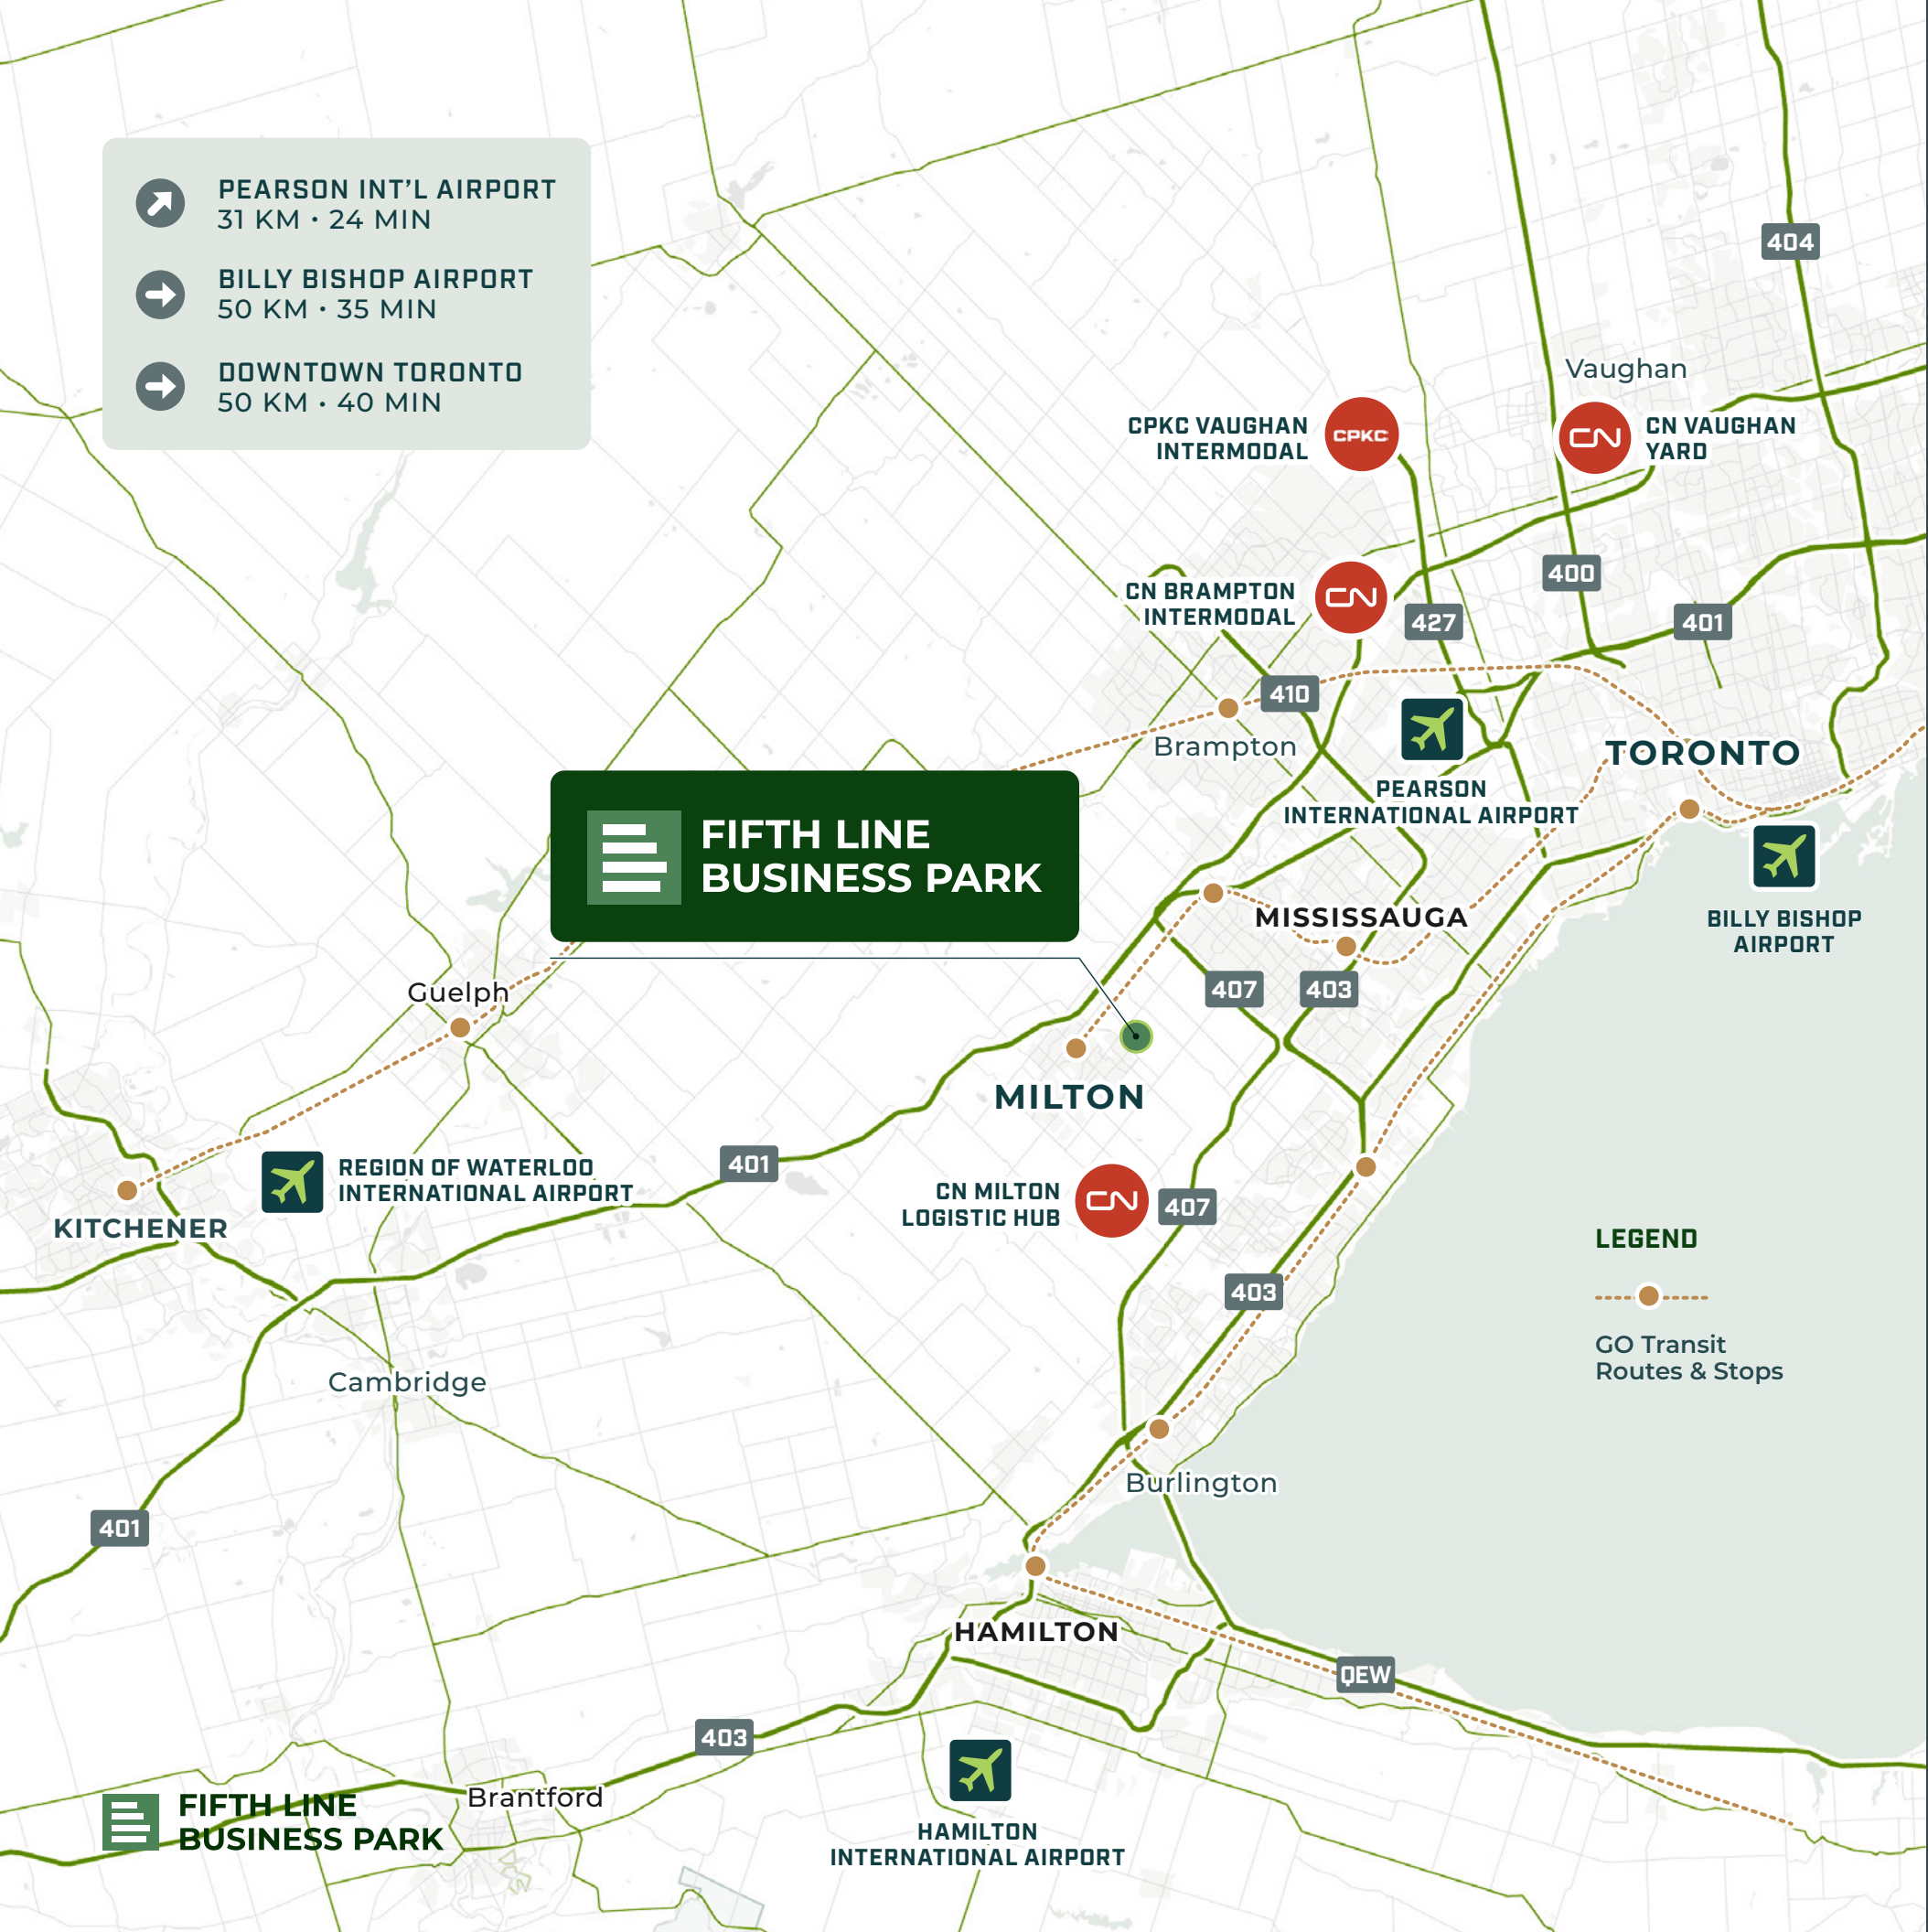 PEARSON INT'L AIRPORT
31 KM • 24 MIN
BILLY BISHOP AIRPORT
50 KM • 35 MIN
DOWNTOWN TORONTO
50 KM • 40 MIN
404
Vaughan
CPKC VAUGHAN
INTERMODAL
CPKC
CN
CN VAUGHAN
YARD
400
CN BRAMPTON
INTERMODAL
CN
427
401
410
Brampton
TORONTO
PEARSON
INTERNATIONAL AIRPORT
FIFTH LINE
BUSINESS PARK
MISSISSAUGA
BILLY BISHOP
AIRPORT
407
403
Guelph
MILTON
401
REGION OF WATERLOO
INTERNATIONAL AIRPORT
KITCHENER
CN MILTON
LOGISTIC HUB
CN
407
403
LEGEND
GO Transit
Routes & Stops
Cambridge
Burlington
401
HAMILTON
QEW
403
Brantford
FIFTH LINE
BUSINESS PARK
HAMILTON
INTERNATIONAL AIRPORT